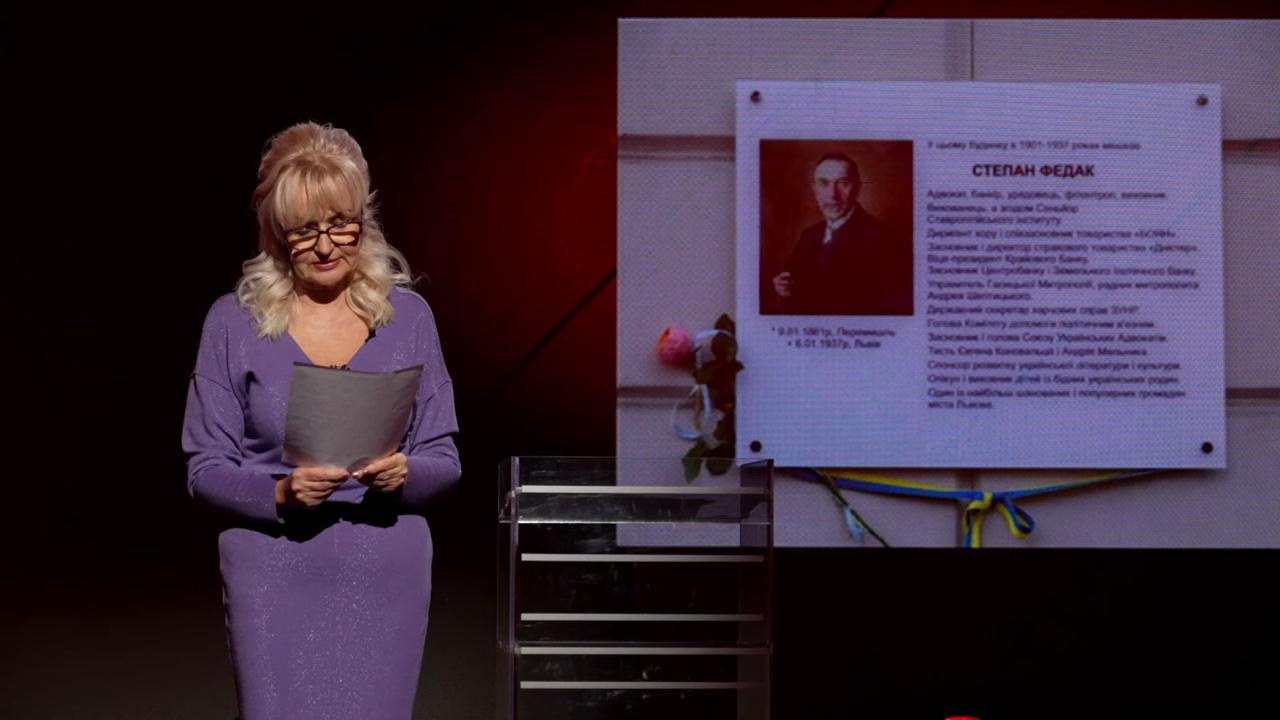 У цьому будинку в 1901-1937 роках мешкав
СТЕПАН ФЕДАК
Адвокат, банкір, урядовець, філантроп, виховник.
Вихованець, а згодом Сеньйор
Ставропігійського інституту.
Диригент хору і співзасновник товариства «БОЯН».
Засновник і директор страхового товариства «Дністер».
Віце-президент Крайового банку.
Засновник Центробанку і Земельного іпотечного банку.
Управитель Галицької Митрополії, радник митрополита
Андрея Шептицького.
Державний секретар харчових справ ЗУНР.
Голова Комітету допомоги політичним в'язням.
Засновник і голова Союзу Українських Адвокатів.
Тесть Євгена Коновальця і Андрія Мельника.
Спонсор розвитку української літератури і культури.
Опікун і виховник дітей із бідних українських родин.
Один із найбільш шанованих і популярних громадян
міста Львова.
* 9.01.1861р, Перемишль
+ 6.01.1937р, Львів